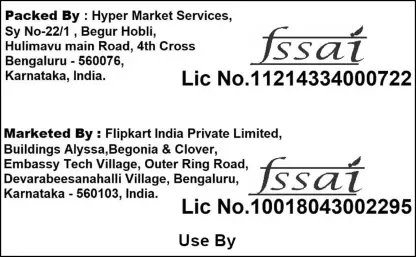 Packed By : Hyper Market Services,
Sy No-22/1 , Begur Hobli,
Hulimavu main Road, 4th Cross
Bengaluru - 560076,
Karnataka, India.
fssai
Lic No.11214334000722
Marketed By : Flipkart India Private Limited,
Buildings Alyssa,Begonia & Clover,
Embassy Tech Village, Outer Ring Road,
Devarabeesanahalli Village, Bengaluru,
Karnataka - 560103, India.
fssai
Lic No.10018043002295
Use By